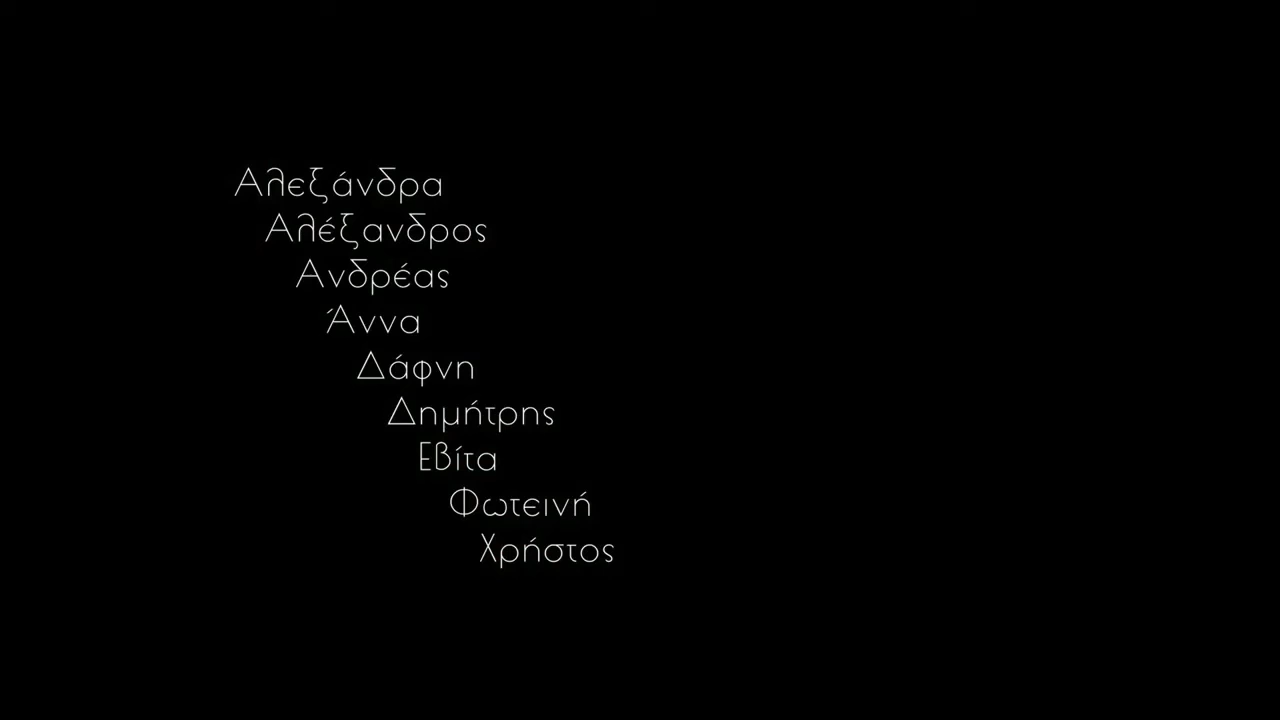 Αλεξάνδρα
Αλέξανδρος
Ανδρέας
Άννα
Δάφνη
Δημήτρης
Εβίτα
Φωτεινή
Χρήστος